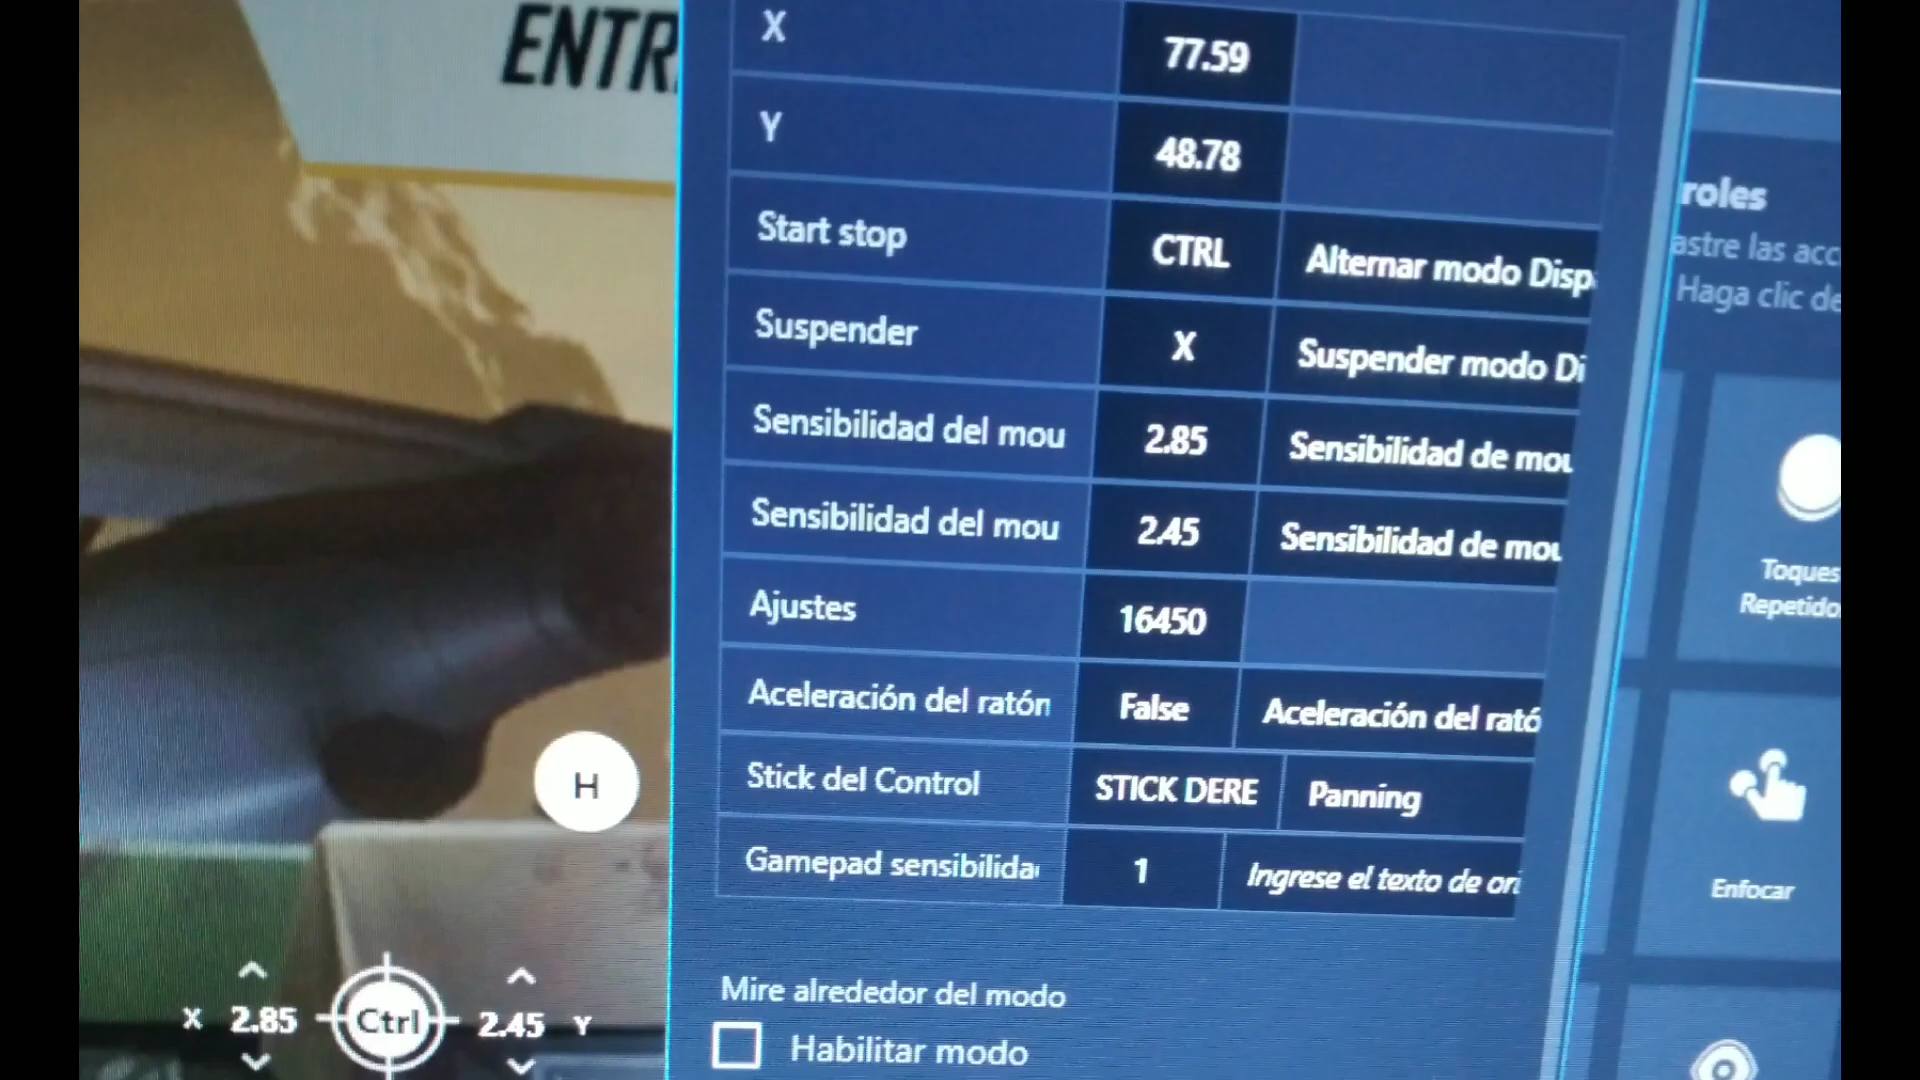 ENTR
X 77.59
Y 48.78
Start stop CTRL Alternar modo Disp
Suspender X Suspender modo Di
Sensibilidad del mou 2.85 Sensibilidad de mou
Sensibilidad del mou 2.45 Sensibilidad de mou
Ajustes 16450
Aceleración del ratón False Aceleración del rató
Stick del Control STICK DERE Panning
Gamepad sensibilida 1 Ingrese el texto de ori
Mire alrededor del modo
Habilitar modo
H
X 2.85 Ctrl 2.45 Y
roles
astre las acc
Haga clic de
Toques
Repetido
Enfocar